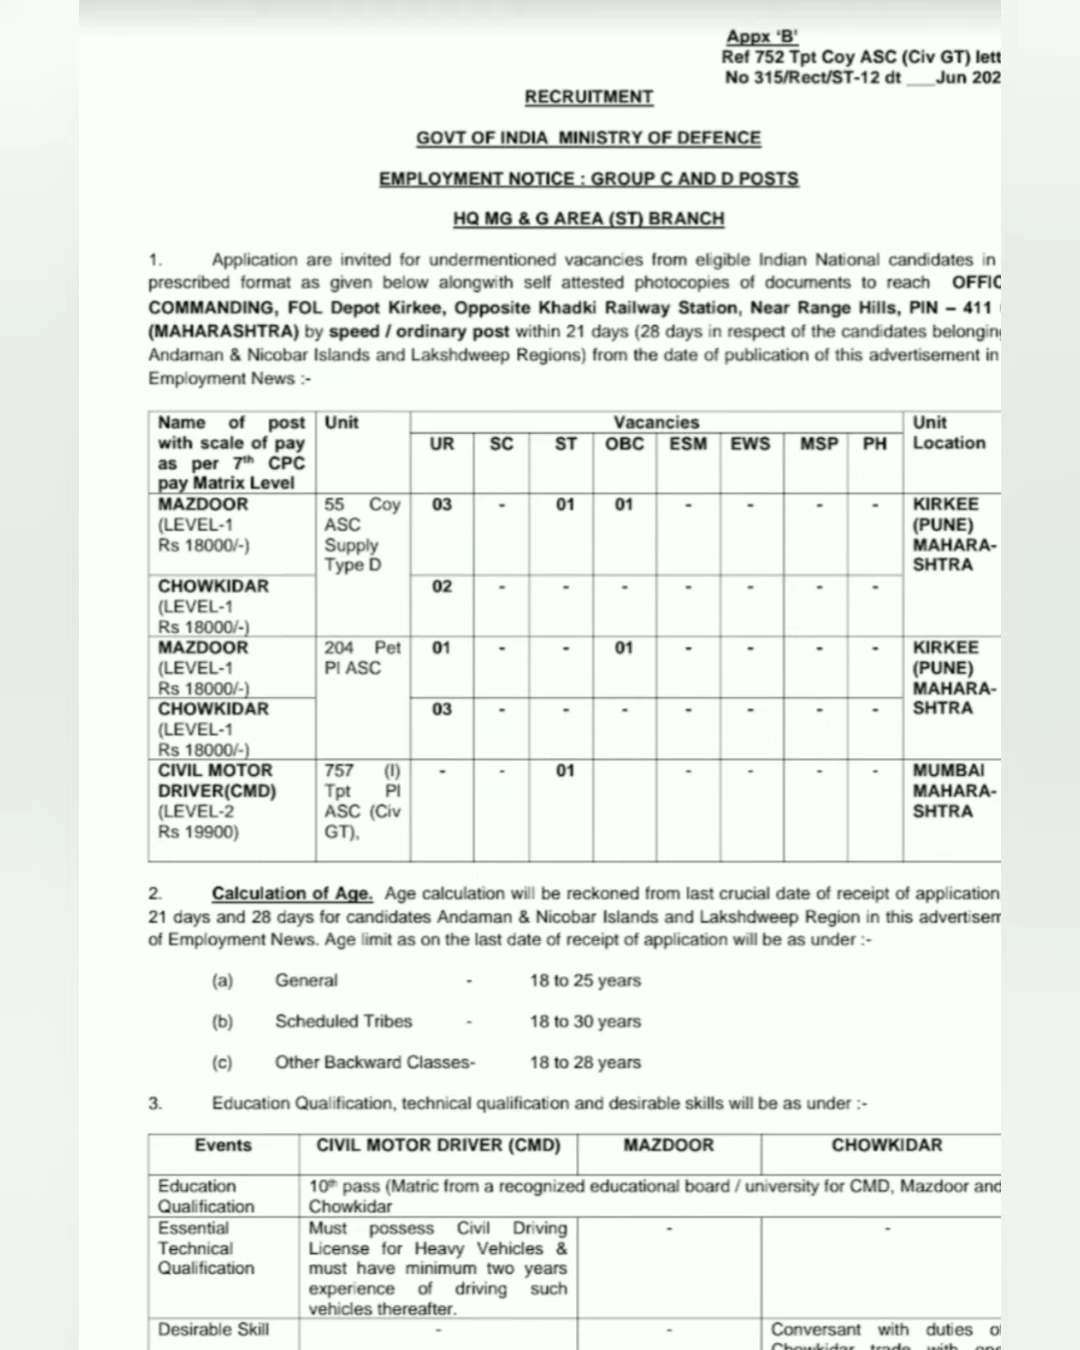 Appx ‘B’
Ref 752 Tpt Coy ASC (Civ GT) lett
No 315/Rect/ST-12 dt ___Jun 202
RECRUITMENT
GOVT OF INDIA MINISTRY OF DEFENCE
EMPLOYMENT NOTICE : GROUP C AND D POSTS
HQ MG & G AREA (ST) BRANCH
1. Application are invited for undermentioned vacancies from eligible Indian National candidates in
prescribed format as given below alongwith self attested photocopies of documents to reach OFFIC
COMMANDING, FOL Depot Kirkee, Opposite Khadki Railway Station, Near Range Hills, PIN – 411
(MAHARASHTRA) by speed / ordinary post within 21 days (28 days in respect of the candidates belonging
Andaman & Nicobar Islands and Lakshdweep Regions) from the date of publication of this advertisement in
Employment News :-
Name of post with scale of pay as per 7th CPC pay Matrix Level Unit Vacancies Unit Location
UR SC ST OBC ESM EWS MSP PH
MAZDOOR (LEVEL-1 Rs 18000/-) 55 Coy ASC Supply Type D 03 - 01 01 - - - - KIRKEE (PUNE) MAHARA-SHTRA
CHOWKIDAR (LEVEL-1 Rs 18000/-) 02 - - - - - - -
MAZDOOR (LEVEL-1 Rs 18000/-) 204 Pet Pl ASC 01 - - 01 - - - - KIRKEE (PUNE) MAHARA-SHTRA
CHOWKIDAR (LEVEL-1 Rs 18000/-) 03 - - - - - - -
CIVIL MOTOR DRIVER(CMD) (LEVEL-2 Rs 19900) 757 (I) Tpt Pl ASC (Civ GT), - - 01 - - - - MUMBAI MAHARA-SHTRA
2. Calculation of Age. Age calculation will be reckoned from last crucial date of receipt of application
21 days and 28 days for candidates Andaman & Nicobar Islands and Lakshdweep Region in this advertisem
of Employment News. Age limit as on the last date of receipt of application will be as under :-
(a) General - 18 to 25 years
(b) Scheduled Tribes - 18 to 30 years
(c) Other Backward Classes- 18 to 28 years
3. Education Qualification, technical qualification and desirable skills will be as under :-
Events CIVIL MOTOR DRIVER (CMD) MAZDOOR CHOWKIDAR
Education Qualification 10th pass (Matric from a recognized educational board / university for CMD, Mazdoor and Chowkidar
Essential Technical Qualification Must possess Civil Driving License for Heavy Vehicles & must have minimum two years experience of driving such vehicles thereafter. - -
Desirable Skill - - Conversant with duties of
Chowkidar trade with one